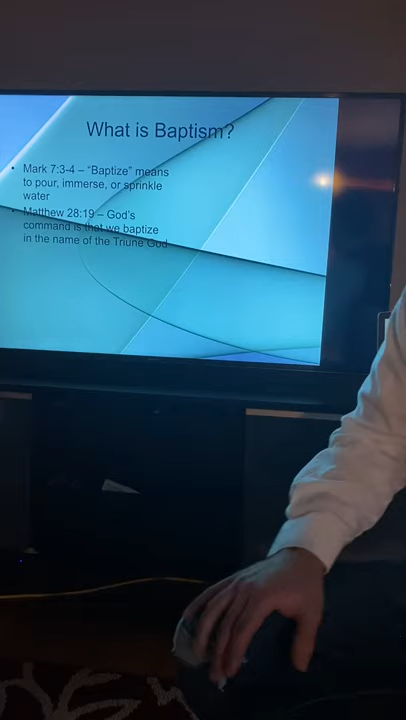 What is Baptism?
• Mark 7:3-4 – “Baptize” means
to pour, immerse, or sprinkle
water
• Matthew 28:19 – God’s
command is that we baptize
in the name of the Triune God